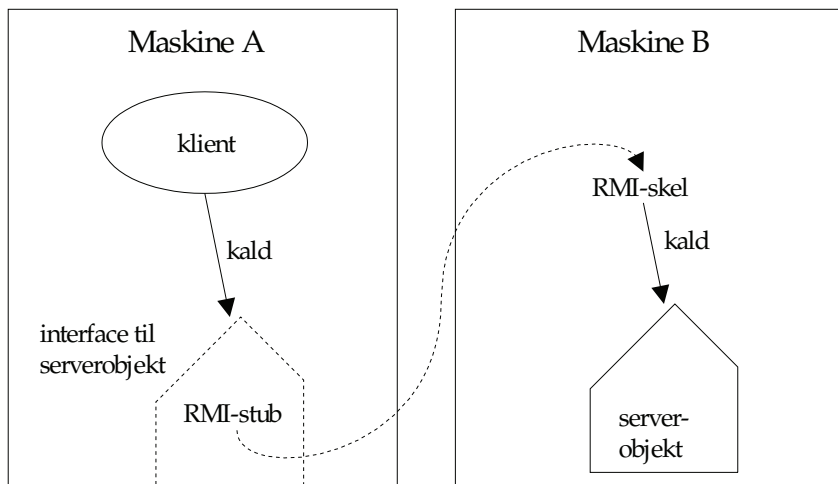 Maskine A
klient
kald
interface til
serverobjekt
RMI-stub
Maskine B
RMI-skel
kald
server-
objekt